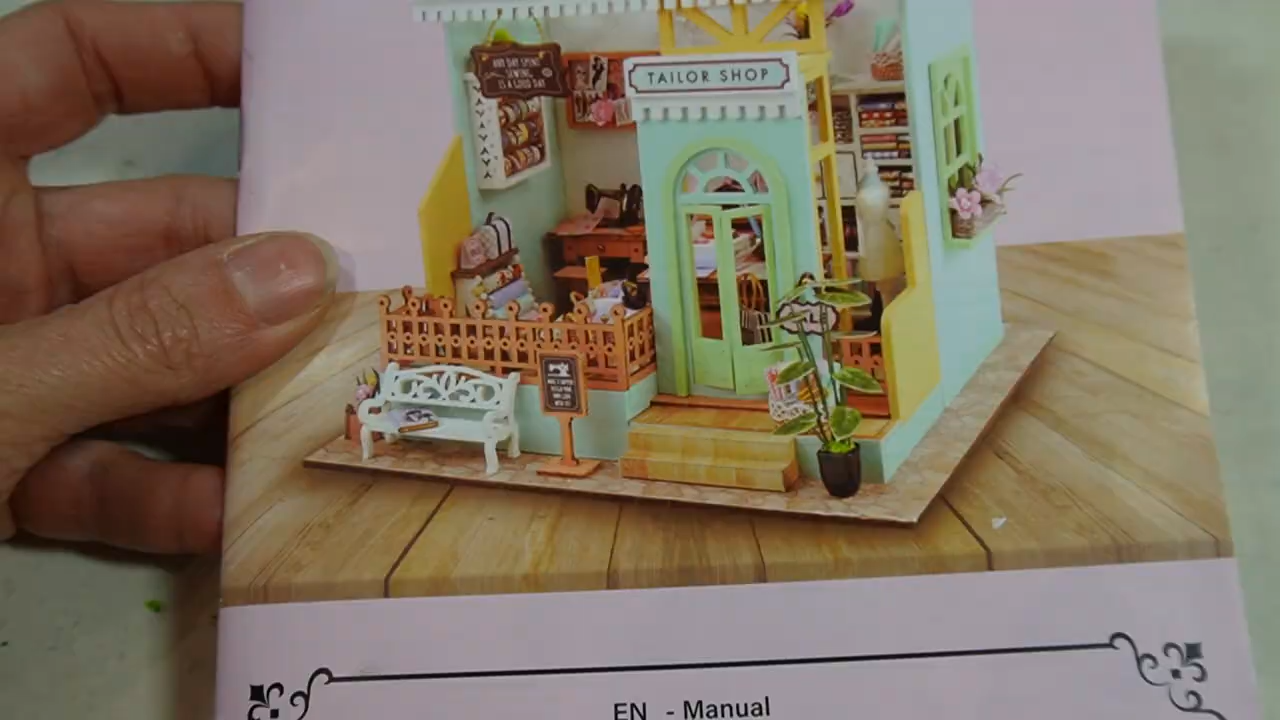 ANY DAY SPENT
SEWING
IS A GOOD DAY
TAILOR SHOP
EN - Manual